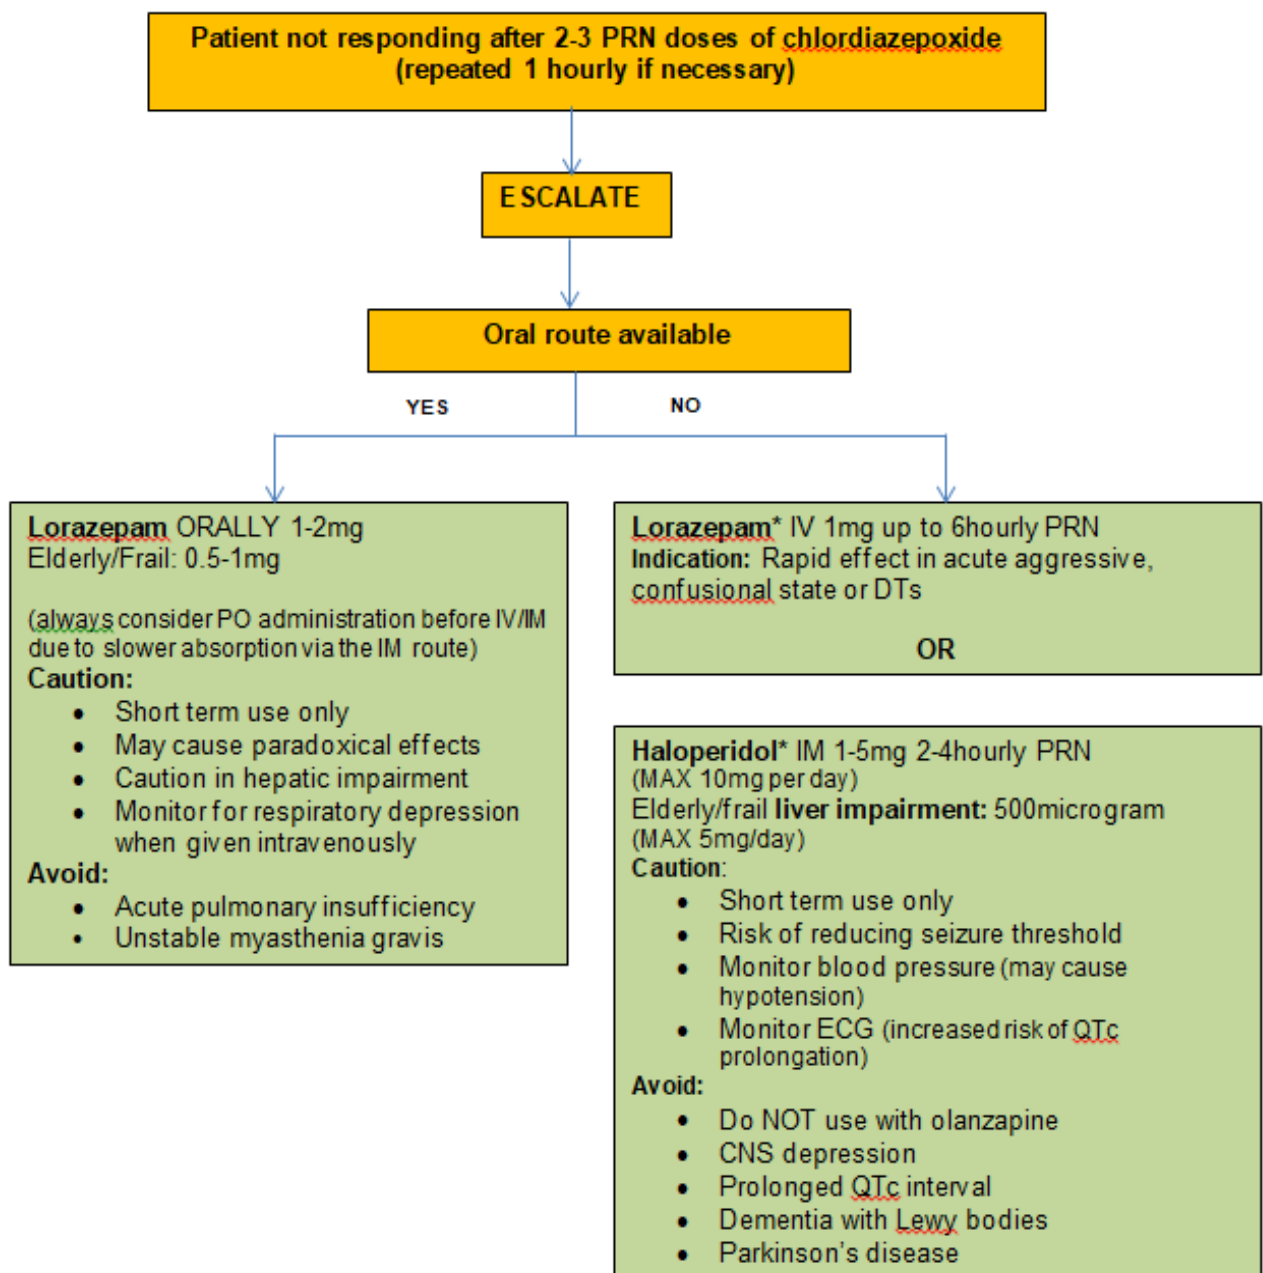 Patient not responding after 2-3 PRN doses of chlordiazepoxide
(repeated 1 hourly if necessary)
ESCALATE
Oral route available
YES
NO
Lorazepam ORALLY 1-2mg
Elderly/Frail: 0.5-1mg
(always consider PO administration before IV/IM
due to slower absorption via the IM route)
Caution:
• Short term use only
• May cause paradoxical effects
• Caution in hepatic impairment
• Monitor for respiratory depression
when given intravenously
Avoid:
• Acute pulmonary insufficiency
• Unstable myasthenia gravis
Lorazepam* IV 1mg up to 6hourly PRN
Indication: Rapid effect in acute aggressive,
confusional state or DTs
OR
Haloperidol* IM 1-5mg 2-4hourly PRN
(MAX 10mg per day)
Elderly/frail liver impairment: 500microgram
(MAX 5mg/day)
Caution:
• Short term use only
• Risk of reducing seizure threshold
• Monitor blood pressure (may cause
hypotension)
• Monitor ECG (increased risk of QTc
prolongation)
Avoid:
• Do NOT use with olanzapine
• CNS depression
• Prolonged QTc interval
• Dementia with Lewy bodies
• Parkinson's disease